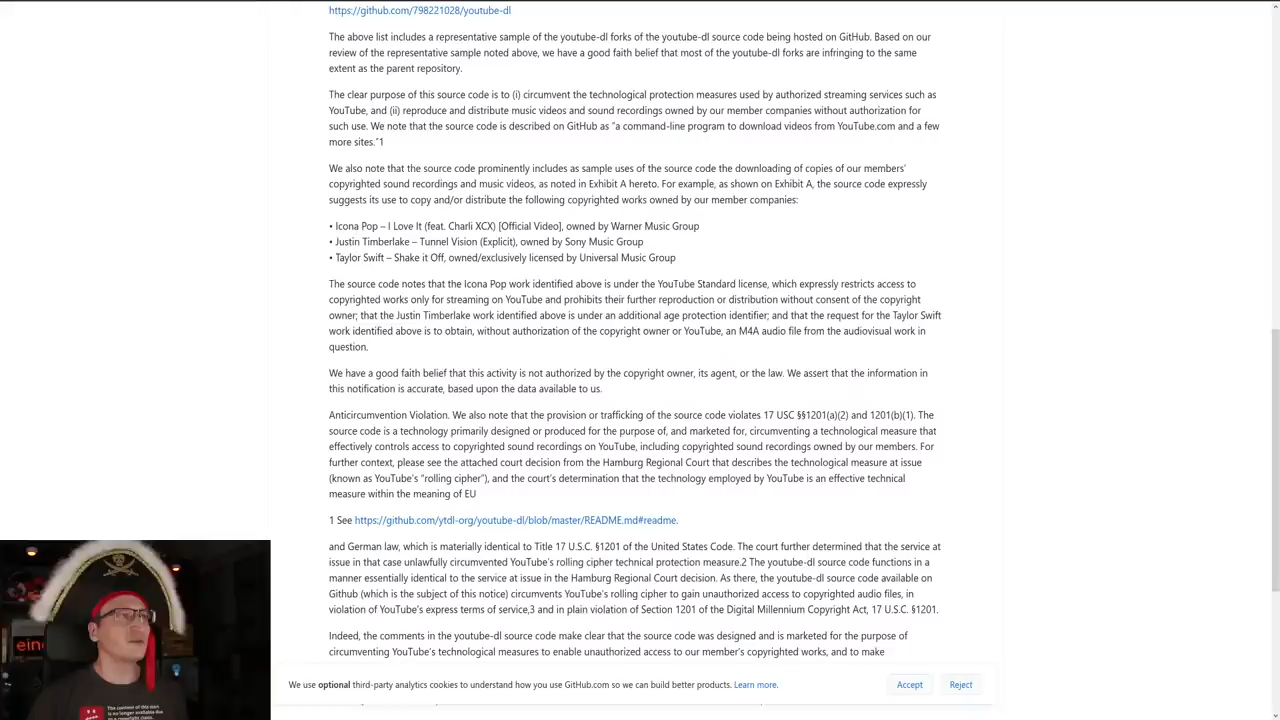 https://github.com/798221028/youtube-dl
The above list includes a representative sample of the youtube-dl forks of the youtube-dl source code being hosted on GitHub. Based on our
review of the representative sample noted above, we have a good faith belief that most of the youtube-dl forks are infringing to the same
extent as the parent repository.
The clear purpose of this source code is to (i) circumvent the technological protection measures used by authorized streaming services such as
YouTube, and (ii) reproduce and distribute music videos and sound recordings owned by our member companies without authorization for
such use. We note that the source code is described on GitHub as "a command-line program to download videos from YouTube.com and a few
more sites."1
We also note that the source code prominently includes as sample uses of the source code the downloading of copies of our members'
copyrighted sound recordings and music videos, as noted in Exhibit A hereto. For example, as shown on Exhibit A, the source code expressly
suggests its use to copy and/or distribute the following copyrighted works owned by our member companies:
• Icona Pop – I Love It (feat. Charli XCX) [Official Video], owned by Warner Music Group
• Justin Timberlake – Tunnel Vision (Explicit), owned by Sony Music Group
• Taylor Swift – Shake it Off, owned/exclusively licensed by Universal Music Group
The source code notes that the Icona Pop work identified above is under the YouTube Standard license, which expressly restricts access to
copyrighted works only for streaming on YouTube and prohibits their further reproduction or distribution without consent of the copyright
owner; that the Justin Timberlake work identified above is under an additional age protection identifier; and that the request for the Taylor Swift
work identified above is to obtain, without authorization of the copyright owner or YouTube, an M4A audio file from the audiovisual work in
question.
We have a good faith belief that this activity is not authorized by the copyright owner, its agent, or the law. We assert that the information in
this notification is accurate, based upon the data available to us.
Anticircumvention Violation. We also note that the provision or trafficking of the source code violates 17 USC §§1201(a)(2) and 1201(b)(1). The
source code is a technology primarily designed or produced for the purpose of, and marketed for, circumventing a technological measure that
effectively controls access to copyrighted sound recordings on YouTube, including copyrighted sound recordings owned by our members. For
further context, please see the attached court decision from the Hamburg Regional Court that describes the technological measure at issue
(known as YouTube's "rolling cipher"), and the court's determination that the technology employed by YouTube is an effective technical
measure within the meaning of EU
1 See https://github.com/ytdl-org/youtube-dl/blob/master/README.md#readme.
and German law, which is materially identical to Title 17 U.S.C. §1201 of the United States Code. The court further determined that the service at
issue in that case unlawfully circumvented YouTube's rolling cipher technical protection measure.2 The youtube-dl source code functions in a
manner essentially identical to the service at issue in the Hamburg Regional Court decision. As there, the youtube-dl source code available on
Github (which is the subject of this notice) circumvents YouTube's rolling cipher to gain unauthorized access to copyrighted audio files, in
violation of YouTube's express terms of service,3 and in plain violation of Section 1201 of the Digital Millennium Copyright Act, 17 U.S.C. §1201.
Indeed, the comments in the youtube-dl source code make clear that the source code was designed and is marketed for the purpose of
circumventing YouTube's technological measures to enable unauthorized access to our member's copyrighted works, and to make
We use optional third-party analytics cookies to understand how you use GitHub.com so we can build better products. Learn more.
Accept
Reject
ein